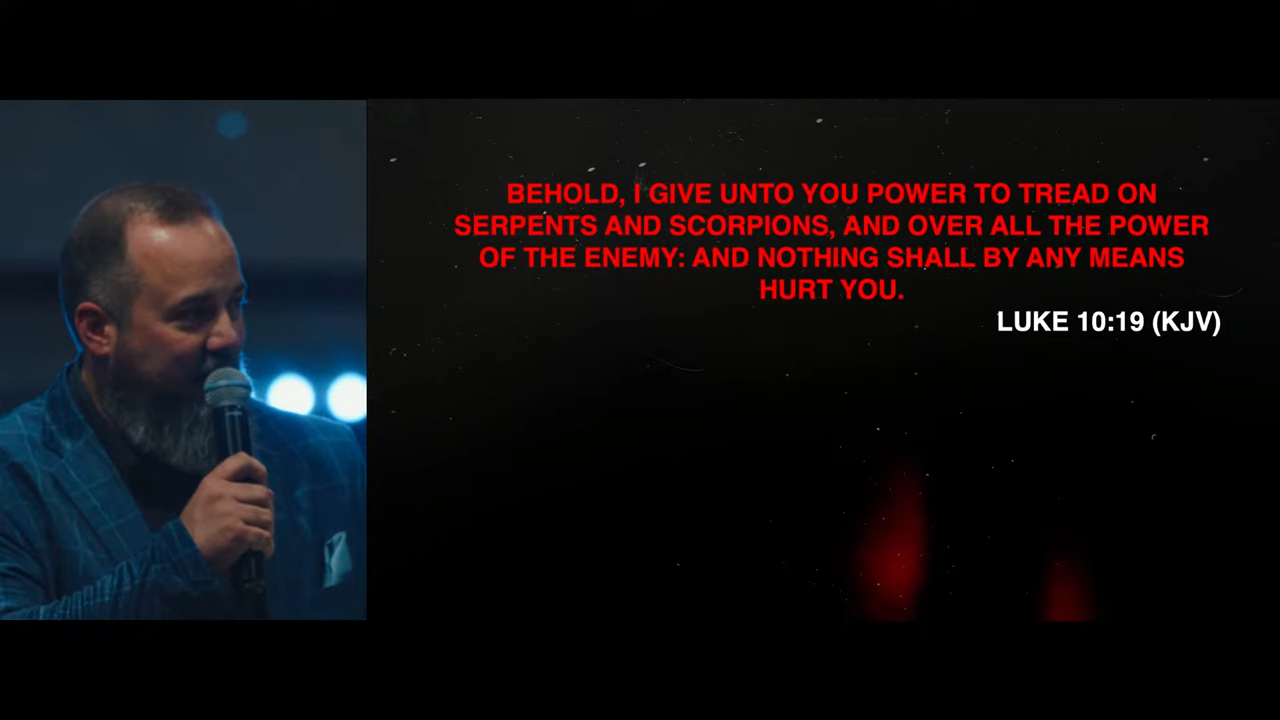 BEHOLD, I GIVE UNTO YOU POWER TO TREAD ON
SERPENTS AND SCORPIONS, AND OVER ALL THE POWER
OF THE ENEMY: AND NOTHING SHALL BY ANY MEANS
HURT YOU.
LUKE 10:19 (KJV)